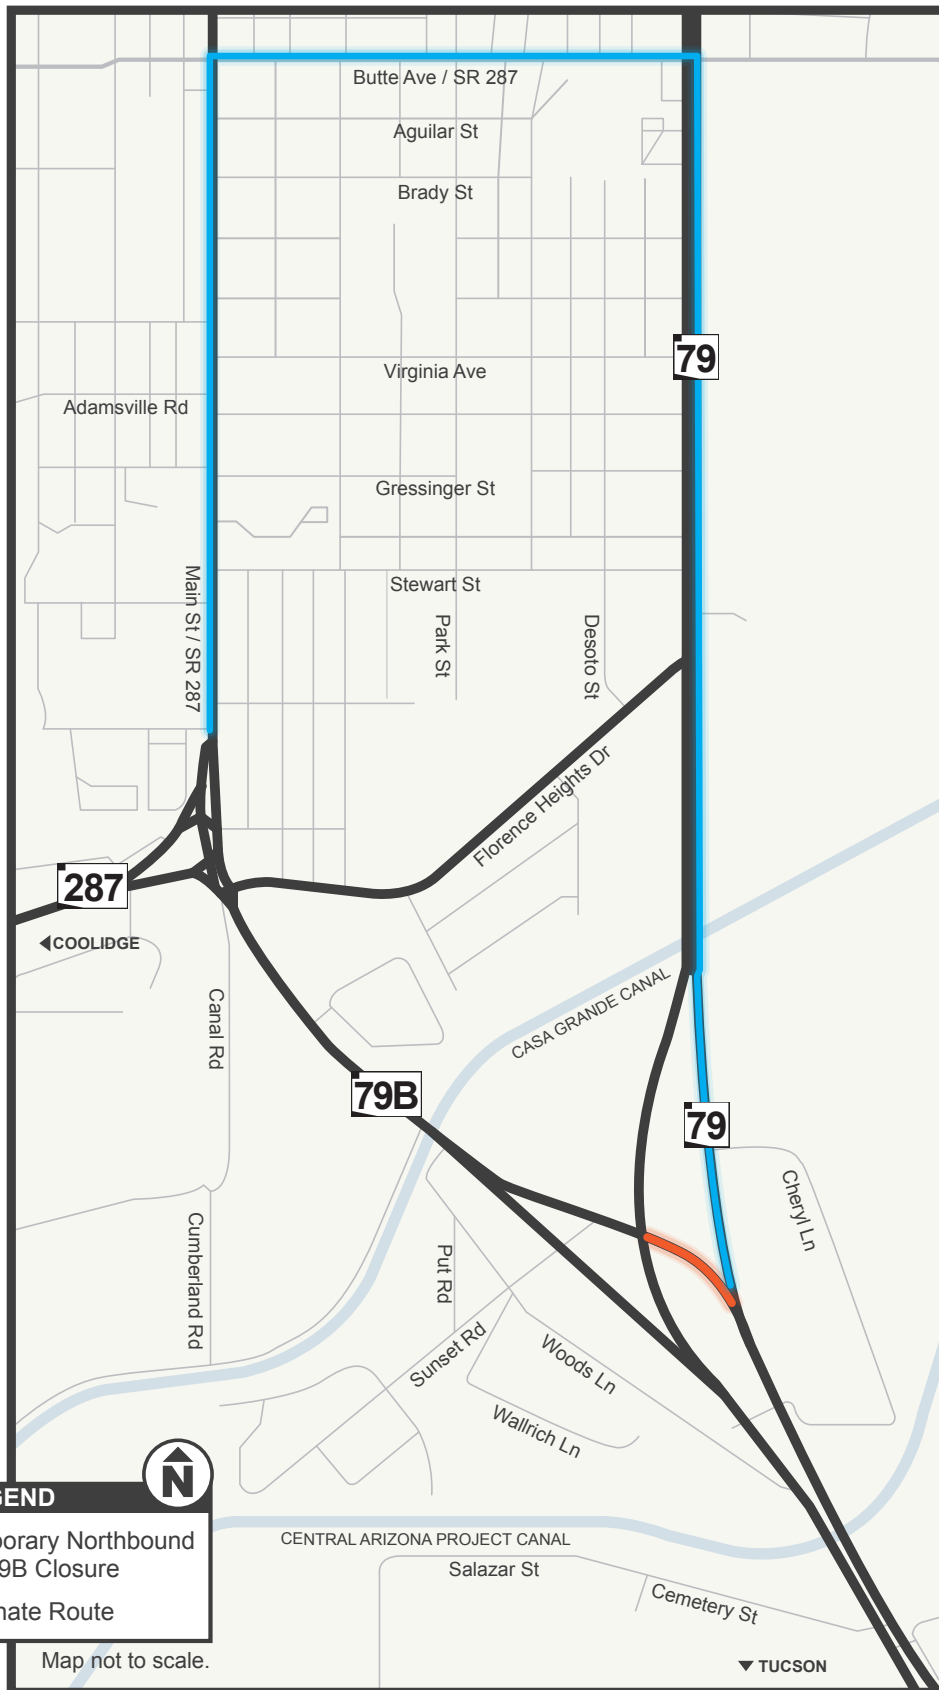 Butte Ave / SR 287
Aguilar St
Brady St
79
Virginia Ave
Adamsville Rd
Gressinger St
Main St / SR 287
Stewart St
Park St
Desoto St
Florence Heights Dr
287
COOLIDGE
Canal Rd
CASA GRANDE CANAL
79B
79
Cheryl Ln
Cumberland Rd
Put Rd
Sunset Rd
Woods Ln
Wallrich Ln
N
GEND
porary Northbound
9B Closure
nate Route
CENTRAL ARIZONA PROJECT CANAL
Salazar St
Cemetery St
Map not to scale.
TUCSON